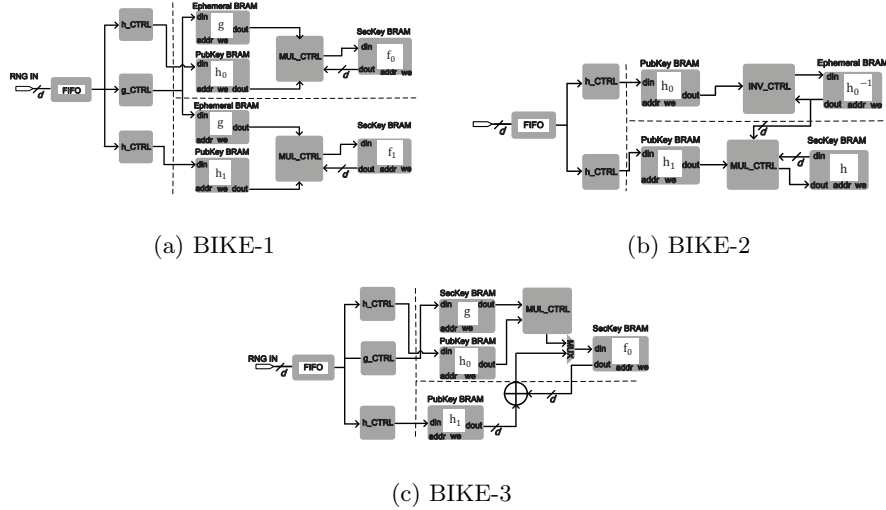 h_CTRL
Ephemeral BRAM
din g dout
addr we
MUL_CTRL
SecKey BRAM
din f0
dout addr we
d
RNG IN
d
FIFO
g_CTRL
PubKey BRAM
din h0
addr we dout
Ephemeral BRAM
din g dout
addr we
h_CTRL
PubKey BRAM
din h1
addr we dout
MUL_CTRL
SecKey BRAM
din f1
dout addr we
d
(a) BIKE-1
d
FIFO
h_CTRL
PubKey BRAM
din h0 dout
addr we
INV_CTRL
Ephemeral BRAM
din h0⁻¹
dout addr we
d
h_CTRL
PubKey BRAM
din h1 dout
addr we
MUL_CTRL
d
SecKey BRAM
din h
dout addr we
(b) BIKE-2
RNG IN
d
FIFO
h_CTRL
g_CTRL
h_CTRL
SecKey BRAM
din g dout
addr we
MUL_CTRL
PubKey BRAM
din h0 dout
addr we
MUX
SecKey BRAM
din f0
dout addr we
d
PubKey BRAM
din h1 dout
addr we
d
(c) BIKE-3